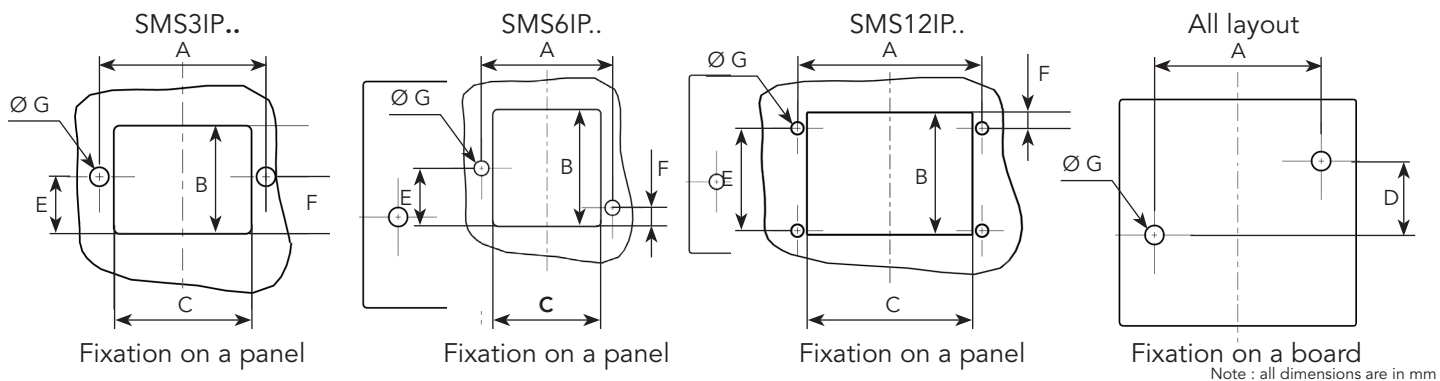 SMS3IP..
SMS6IP..
SMS12IP..
All layout
A
Ø G
B
E
F
C
Fixation on a panel
A
Ø G
B
E
F
C
Fixation on a panel
A
Ø G
F
E
B
C
Fixation on a panel
A
Ø G
D
Fixation on a board
Note : all dimensions are in mm